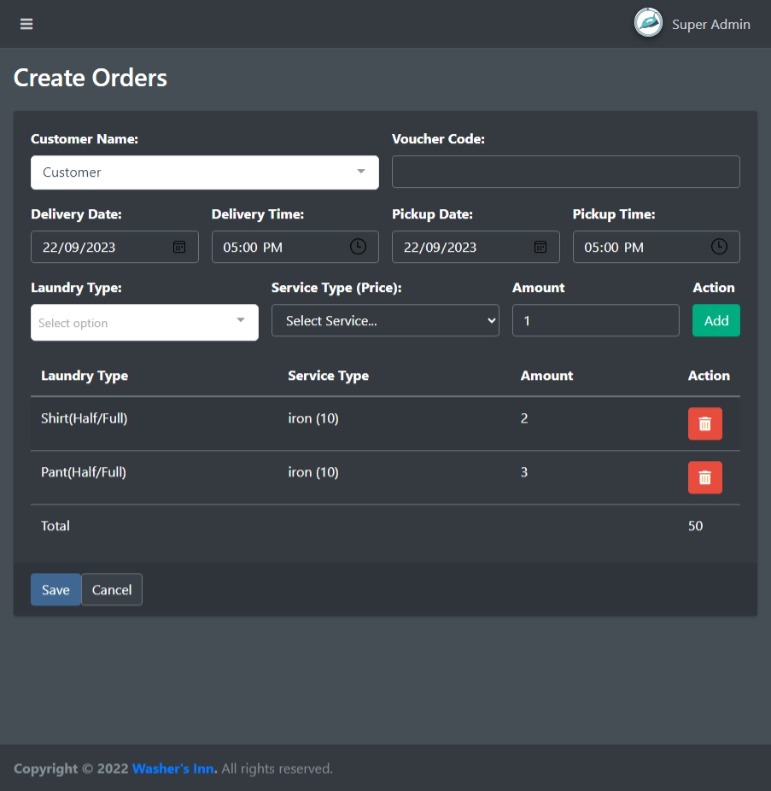 Super Admin
Create Orders
Customer Name: Voucher Code:
Customer
Delivery Date: Delivery Time: Pickup Date: Pickup Time:
22/09/2023 05:00 PM 22/09/2023 05:00 PM
Laundry Type: Service Type (Price): Amount Action
Select option Select Service... 1 Add
Laundry Type Service Type Amount Action
Shirt(Half/Full) iron (10) 2
Pant(Half/Full) iron (10) 3
Total 50
Save Cancel
Copyright © 2022 Washer's Inn. All rights reserved.